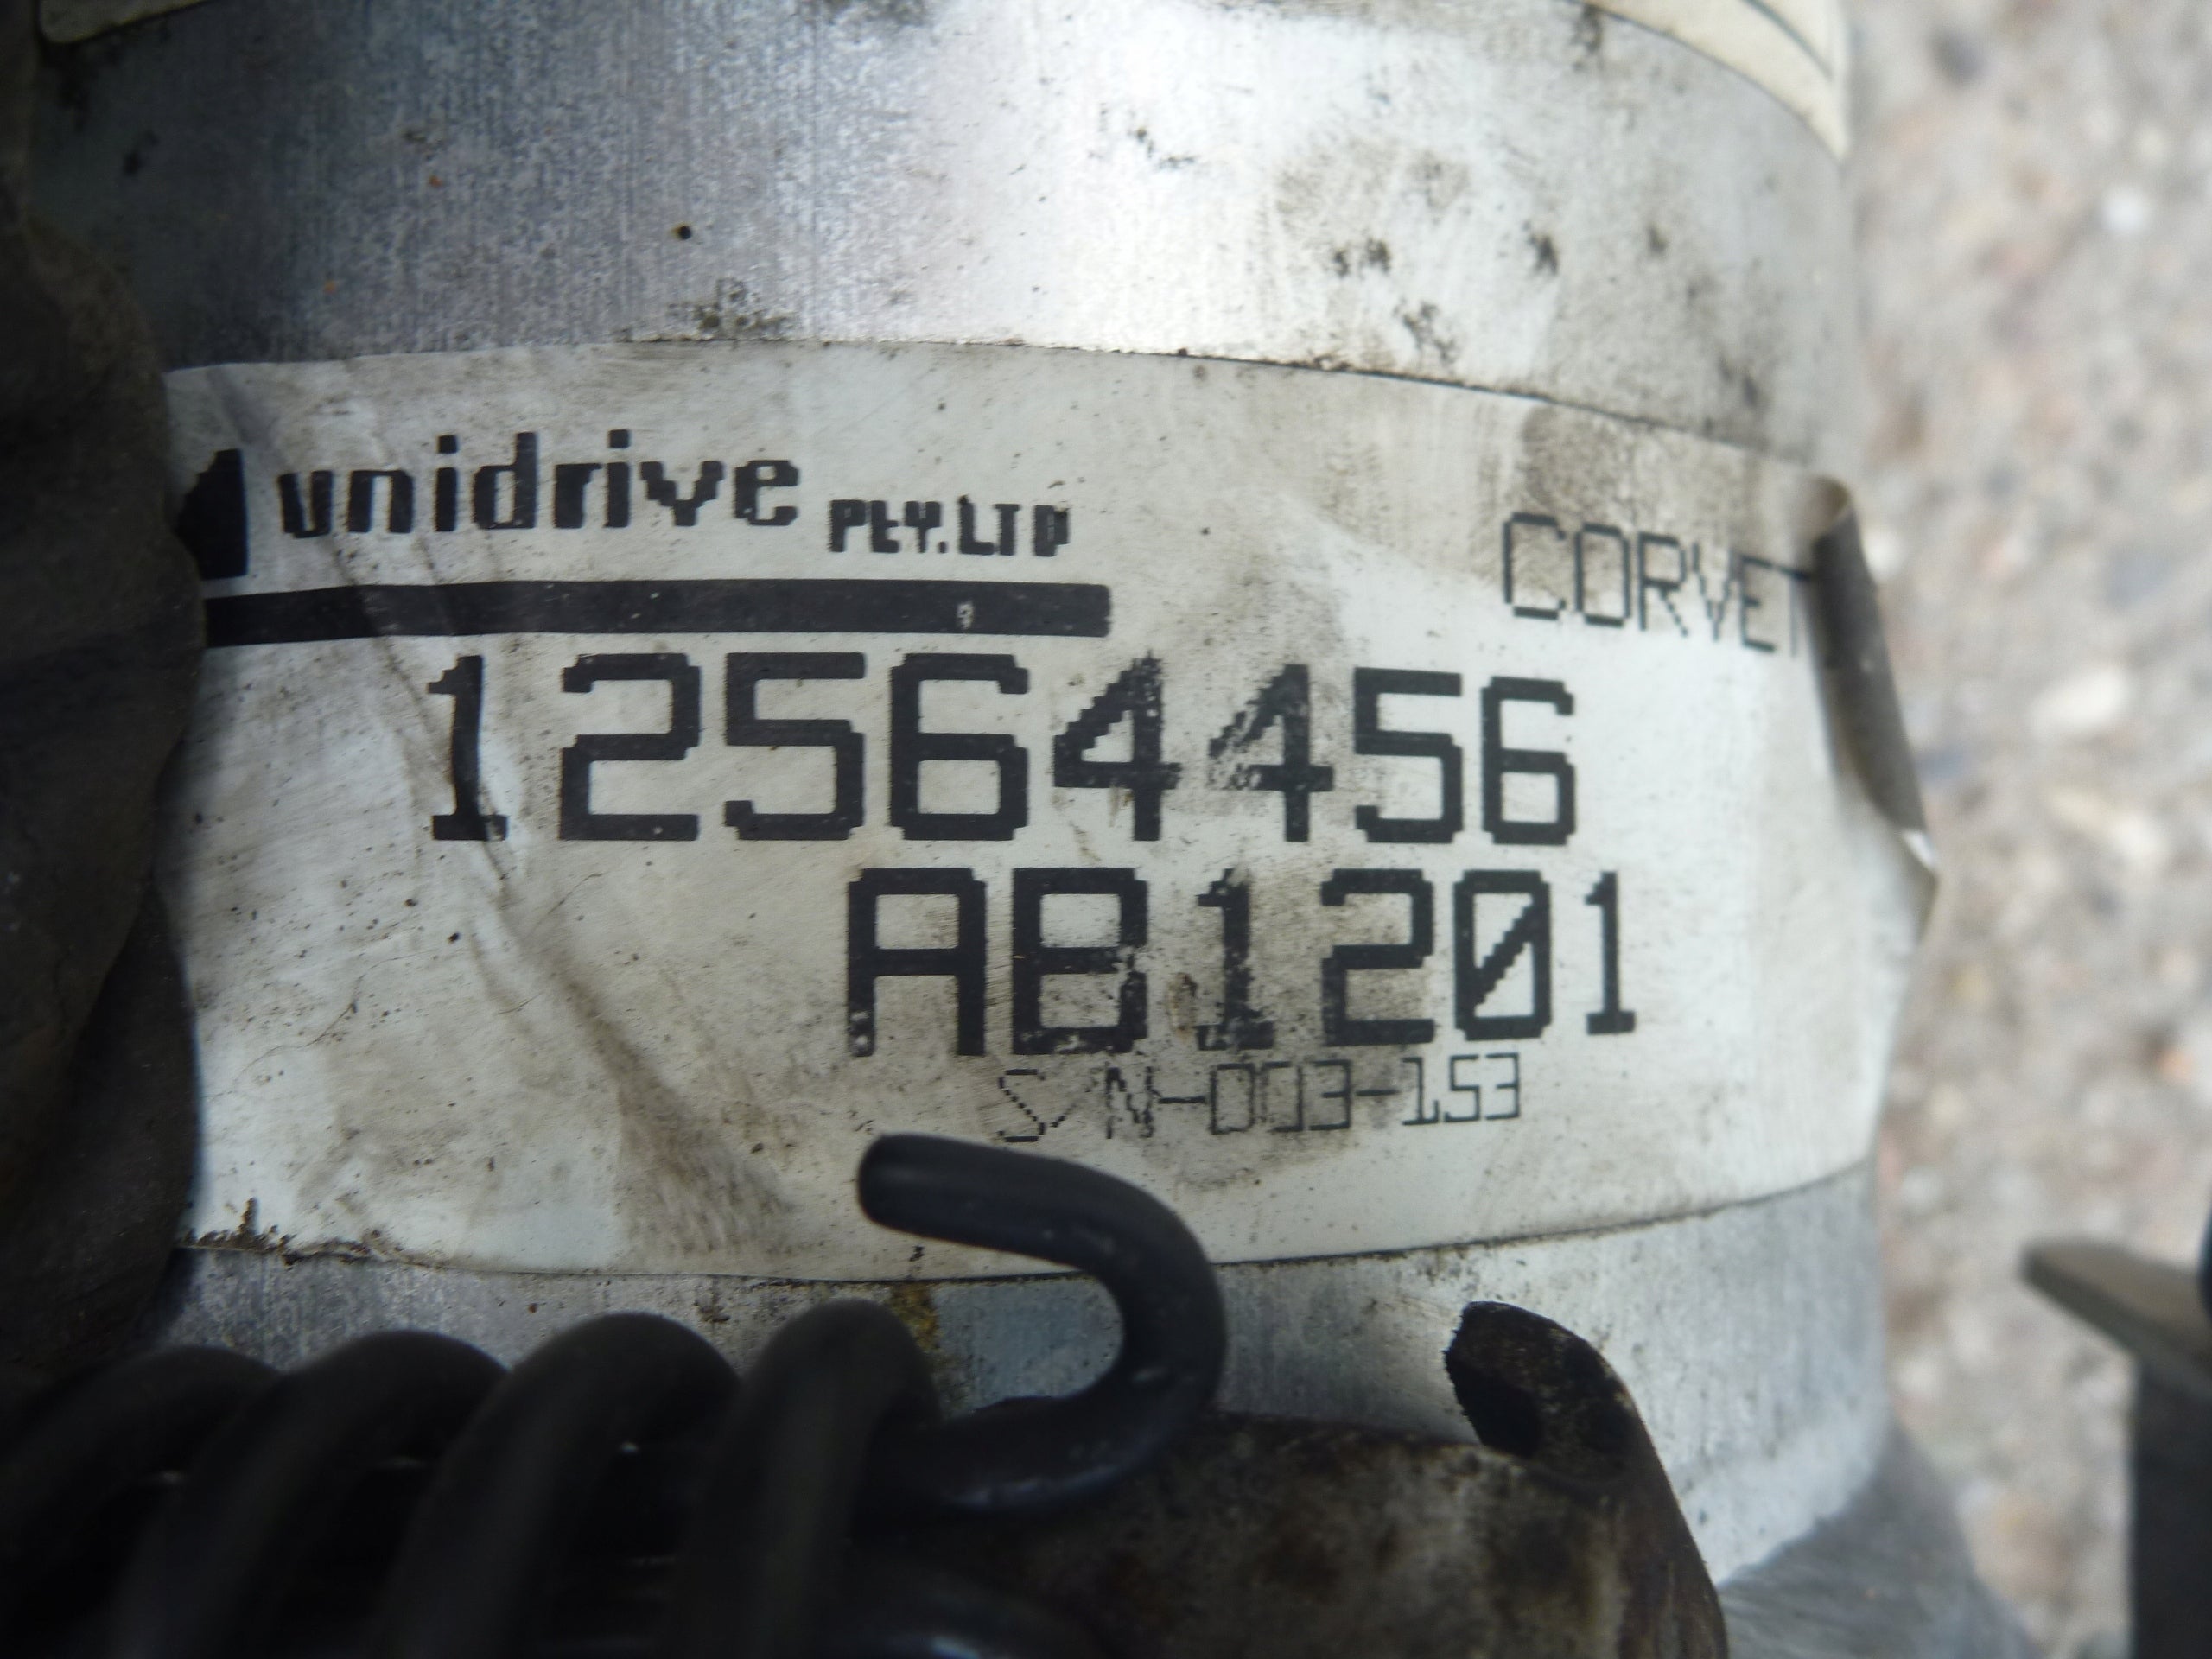 unidrive PTY.LTD
CORVET
12564456
AB1201
S/N-003-153